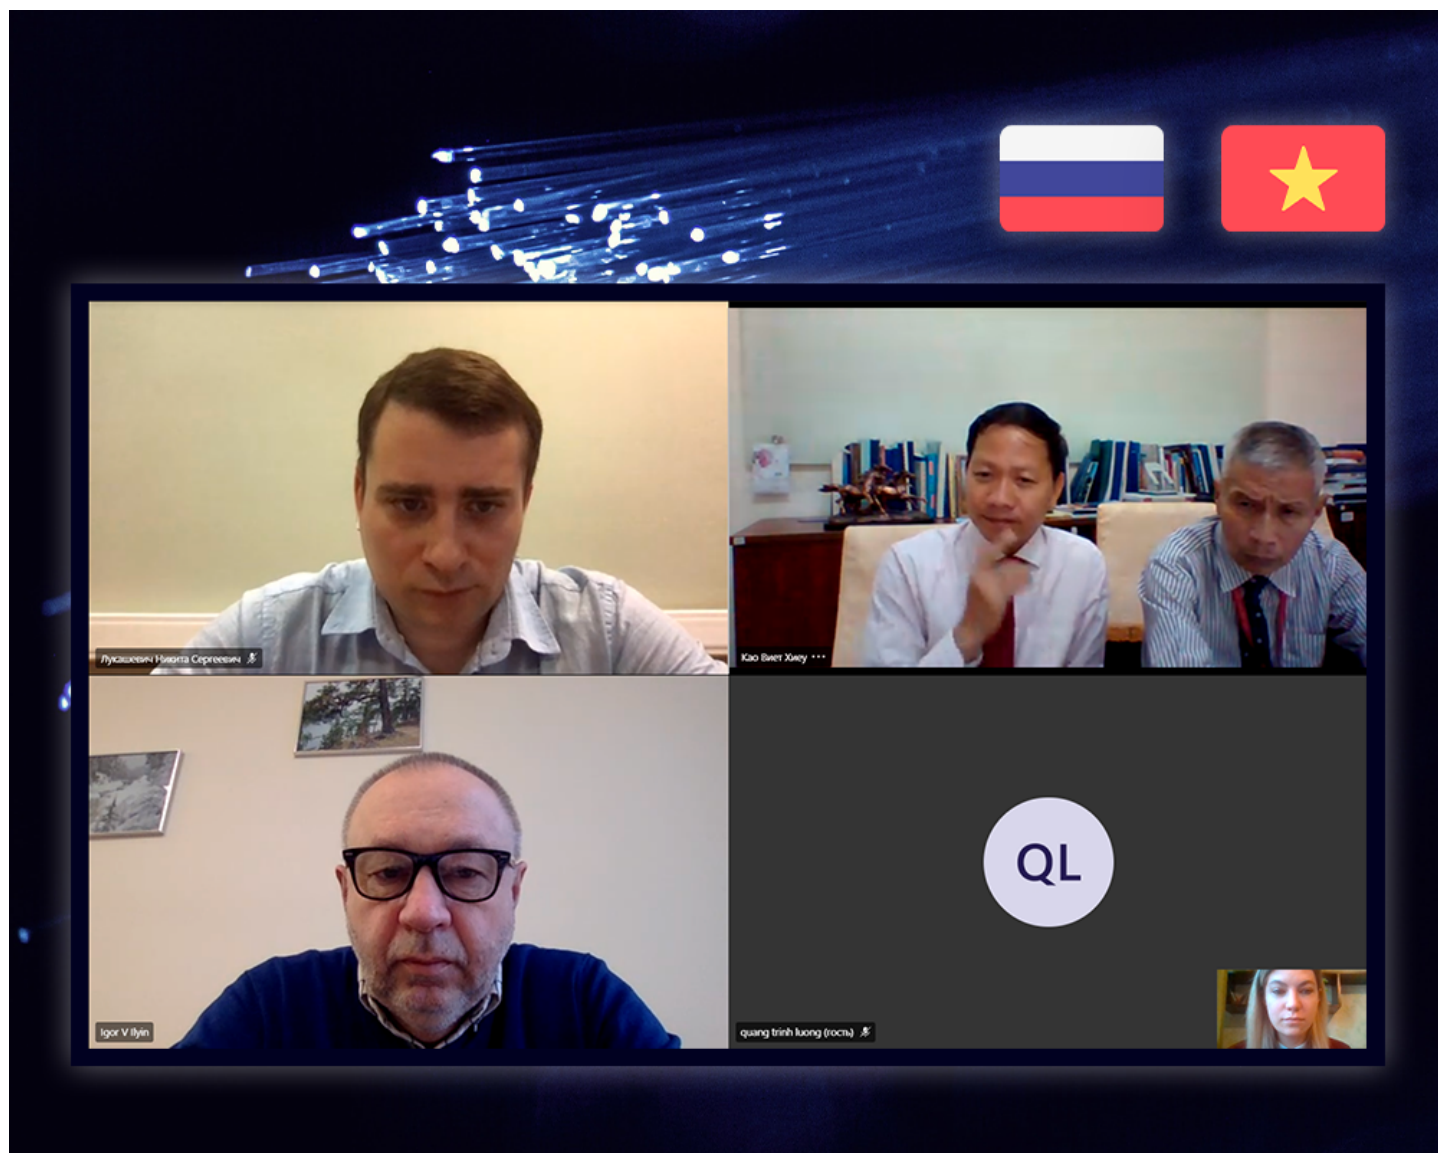 Лукашевич Никита Сергеевич
Као Виет Хиеу
QL
Igor V Ilyin
quang trinh luong (гость)